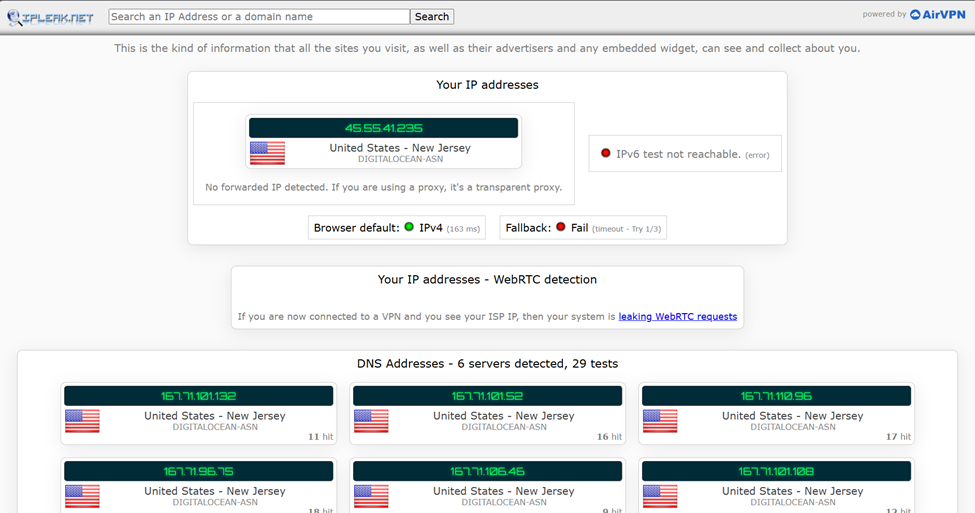 IPLEAK.NET
Search an IP Address or a domain name
Search
powered by AirVPN
This is the kind of information that all the sites you visit, as well as their advertisers and any embedded widget, can see and collect about you.
Your IP addresses
45.55.41.235
United States - New Jersey
DIGITALOCEAN-ASN
No forwarded IP detected. If you are using a proxy, it's a transparent proxy.
IPv6 test not reachable. (error)
Browser default: IPv4 (163 ms)
Fallback: Fail (timeout - Try 1/3)
Your IP addresses - WebRTC detection
If you are now connected to a VPN and you see your ISP IP, then your system is leaking WebRTC requests
DNS Addresses - 6 servers detected, 29 tests
167.71.101.132
United States - New Jersey
DIGITALOCEAN-ASN
11 hit
167.71.101.52
United States - New Jersey
DIGITALOCEAN-ASN
16 hit
167.71.110.96
United States - New Jersey
DIGITALOCEAN-ASN
17 hit
167.71.96.75
United States - New Jersey
DIGITALOCEAN-ASN
18 hit
167.71.106.46
United States - New Jersey
DIGITALOCEAN-ASN
9 hit
167.71.101.108
United States - New Jersey
DIGITALOCEAN-ASN
hit